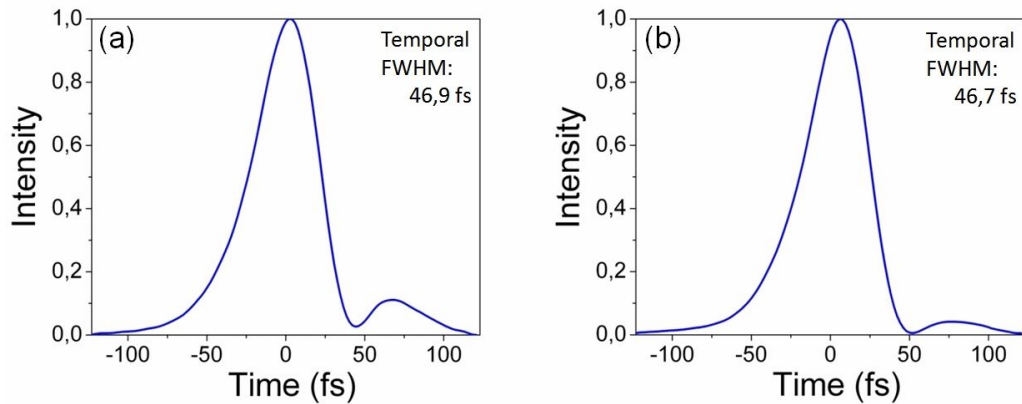 (a)
Temporal
FWHM:
46,9 fs
Intensity
1,0
0,8
0,6
0,4
0,2
0,0
-100 -50 0 50 100
Time (fs)
(b)
Temporal
FWHM:
46,7 fs
Intensity
1,0
0,8
0,6
0,4
0,2
0,0
-100 -50 0 50 100
Time (fs)